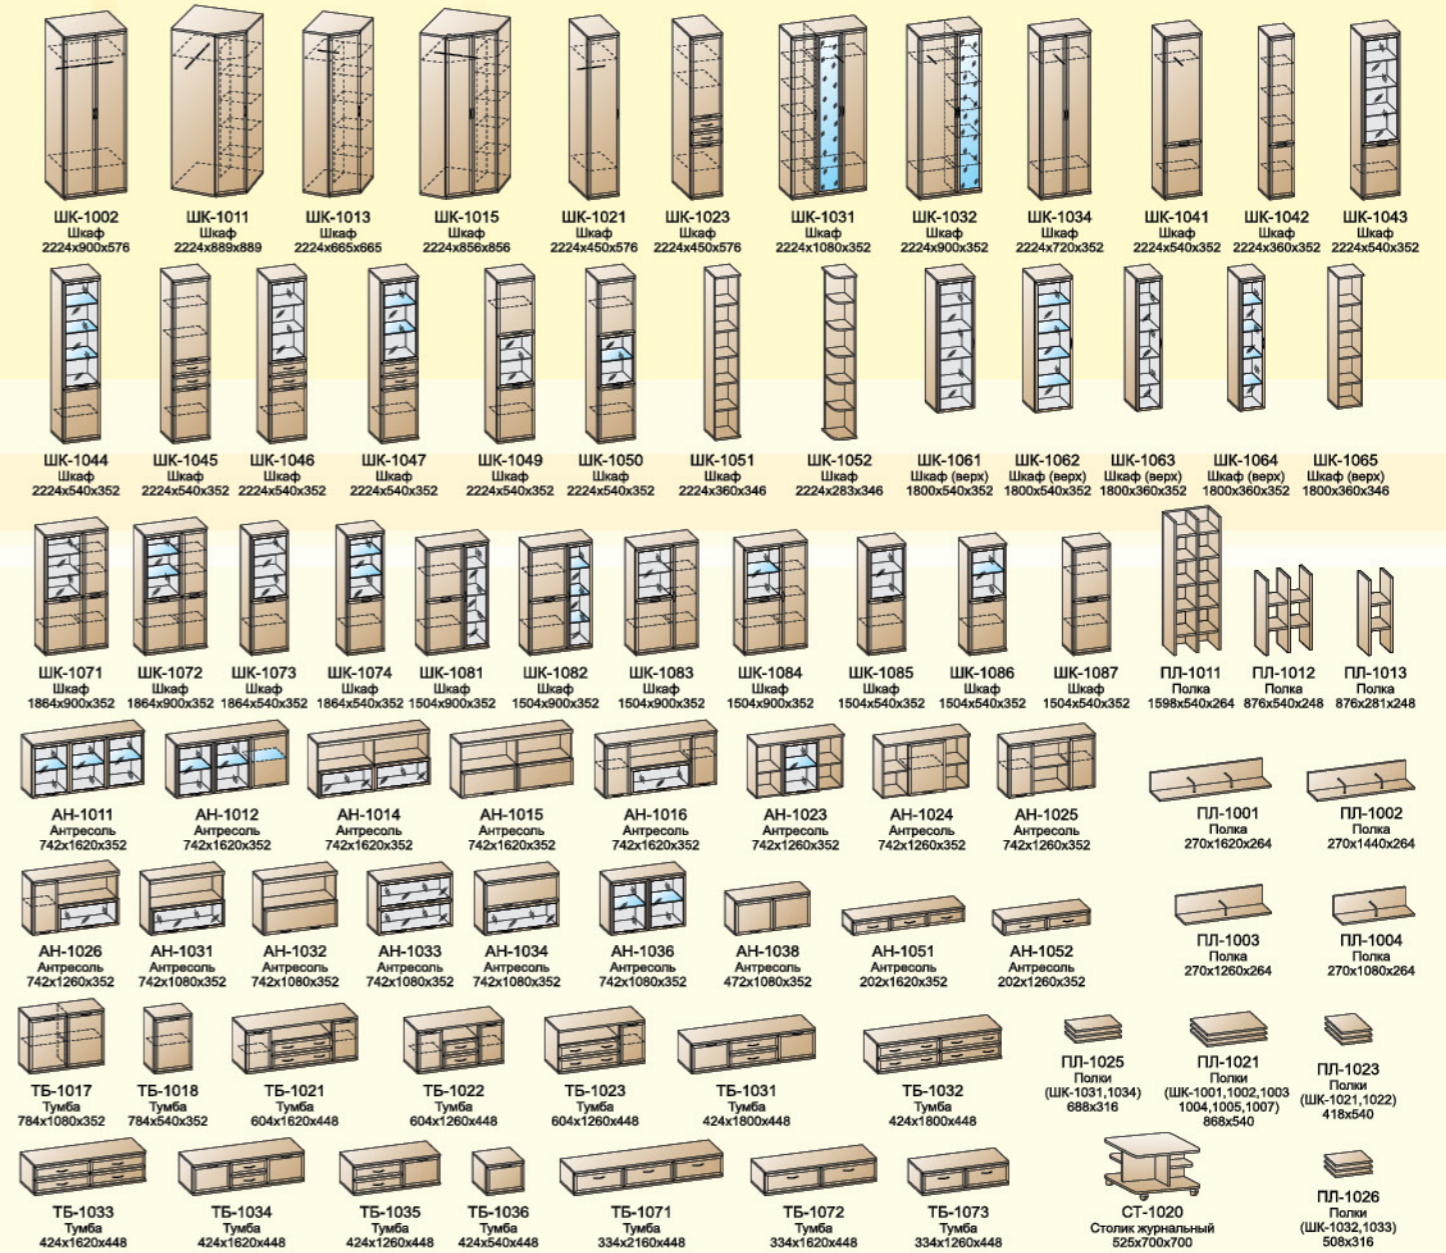 ШК-1002
Шкаф
2224x900x576
ШК-1011
Шкаф
2224x889x889
ШК-1013
Шкаф
2224x665x665
ШК-1015
Шкаф
2224x856x856
ШК-1021
Шкаф
2224x450x576
ШК-1023
Шкаф
2224x450x576
ШК-1031
Шкаф
2224x1080x352
ШК-1032
Шкаф
2224x900x352
ШК-1034
Шкаф
2224x720x352
ШК-1041
Шкаф
2224x540x352
ШК-1042
Шкаф
2224x360x352
ШК-1043
Шкаф
2224x540x352
ШК-1044
Шкаф
2224x540x352
ШК-1045
Шкаф
2224x540x352
ШК-1046
Шкаф
2224x540x352
ШК-1047
Шкаф
2224x540x352
ШК-1049
Шкаф
2224x540x352
ШК-1050
Шкаф
2224x540x352
ШК-1051
Шкаф
2224x360x346
ШК-1052
Шкаф
2224x283x346
ШК-1061
Шкаф (верх)
1800x540x352
ШК-1062
Шкаф (верх)
1800x540x352
ШК-1063
Шкаф (верх)
1800x360x352
ШК-1064
Шкаф (верх)
1800x360x352
ШК-1065
Шкаф (верх)
1800x360x346
ШК-1071
Шкаф
1864x900x352
ШК-1072
Шкаф
1864x900x352
ШК-1073
Шкаф
1864x540x352
ШК-1074
Шкаф
1864x540x352
ШК-1081
Шкаф
1504x900x352
ШК-1082
Шкаф
1504x900x352
ШК-1083
Шкаф
1504x900x352
ШК-1084
Шкаф
1504x900x352
ШК-1085
Шкаф
1504x540x352
ШК-1086
Шкаф
1504x540x352
ШК-1087
Шкаф
1504x540x352
ПЛ-1011
Полка
1598x540x264
ПЛ-1012
Полка
876x540x248
ПЛ-1013
Полка
876x281x248
АН-1011
Антресоль
742x1620x352
АН-1012
Антресоль
742x1620x352
АН-1014
Антресоль
742x1620x352
АН-1015
Антресоль
742x1620x352
АН-1016
Антресоль
742x1620x352
АН-1023
Антресоль
742x1260x352
АН-1024
Антресоль
742x1260x352
АН-1025
Антресоль
742x1260x352
ПЛ-1001
Полка
270x1620x264
ПЛ-1002
Полка
270x1440x264
АН-1026
Антресоль
742x1260x352
АН-1031
Антресоль
742x1080x352
АН-1032
Антресоль
742x1080x352
АН-1033
Антресоль
742x1080x352
АН-1034
Антресоль
742x1080x352
АН-1036
Антресоль
742x1080x352
АН-1038
Антресоль
472x1080x352
АН-1051
Антресоль
202x1620x352
АН-1052
Антресоль
202x1260x352
ПЛ-1003
Полка
270x1260x264
ПЛ-1004
Полка
270x1080x264
ТБ-1017
Тумба
784x1080x352
ТБ-1018
Тумба
784x540x352
ТБ-1021
Тумба
604x1620x448
ТБ-1022
Тумба
604x1260x448
ТБ-1023
Тумба
604x1260x448
ТБ-1031
Тумба
424x1800x448
ТБ-1032
Тумба
424x1800x448
ПЛ-1025
Полки
(ШК-1031,1034)
688x316
ПЛ-1021
Полки
(ШК-1001,1002,1003
1004,1005,1007)
868x540
ПЛ-1023
Полки
(ШК-1021,1022)
418x540
ТБ-1033
Тумба
424x1620x448
ТБ-1034
Тумба
424x1620x448
ТБ-1035
Тумба
424x1260x448
ТБ-1036
Тумба
424x540x448
ТБ-1071
Тумба
334x2160x448
ТБ-1072
Тумба
334x1620x448
ТБ-1073
Тумба
334x1260x448
СТ-1020
Столик журнальный
525x700x700
ПЛ-1026
Полки
(ШК-1032,1033)
508x316